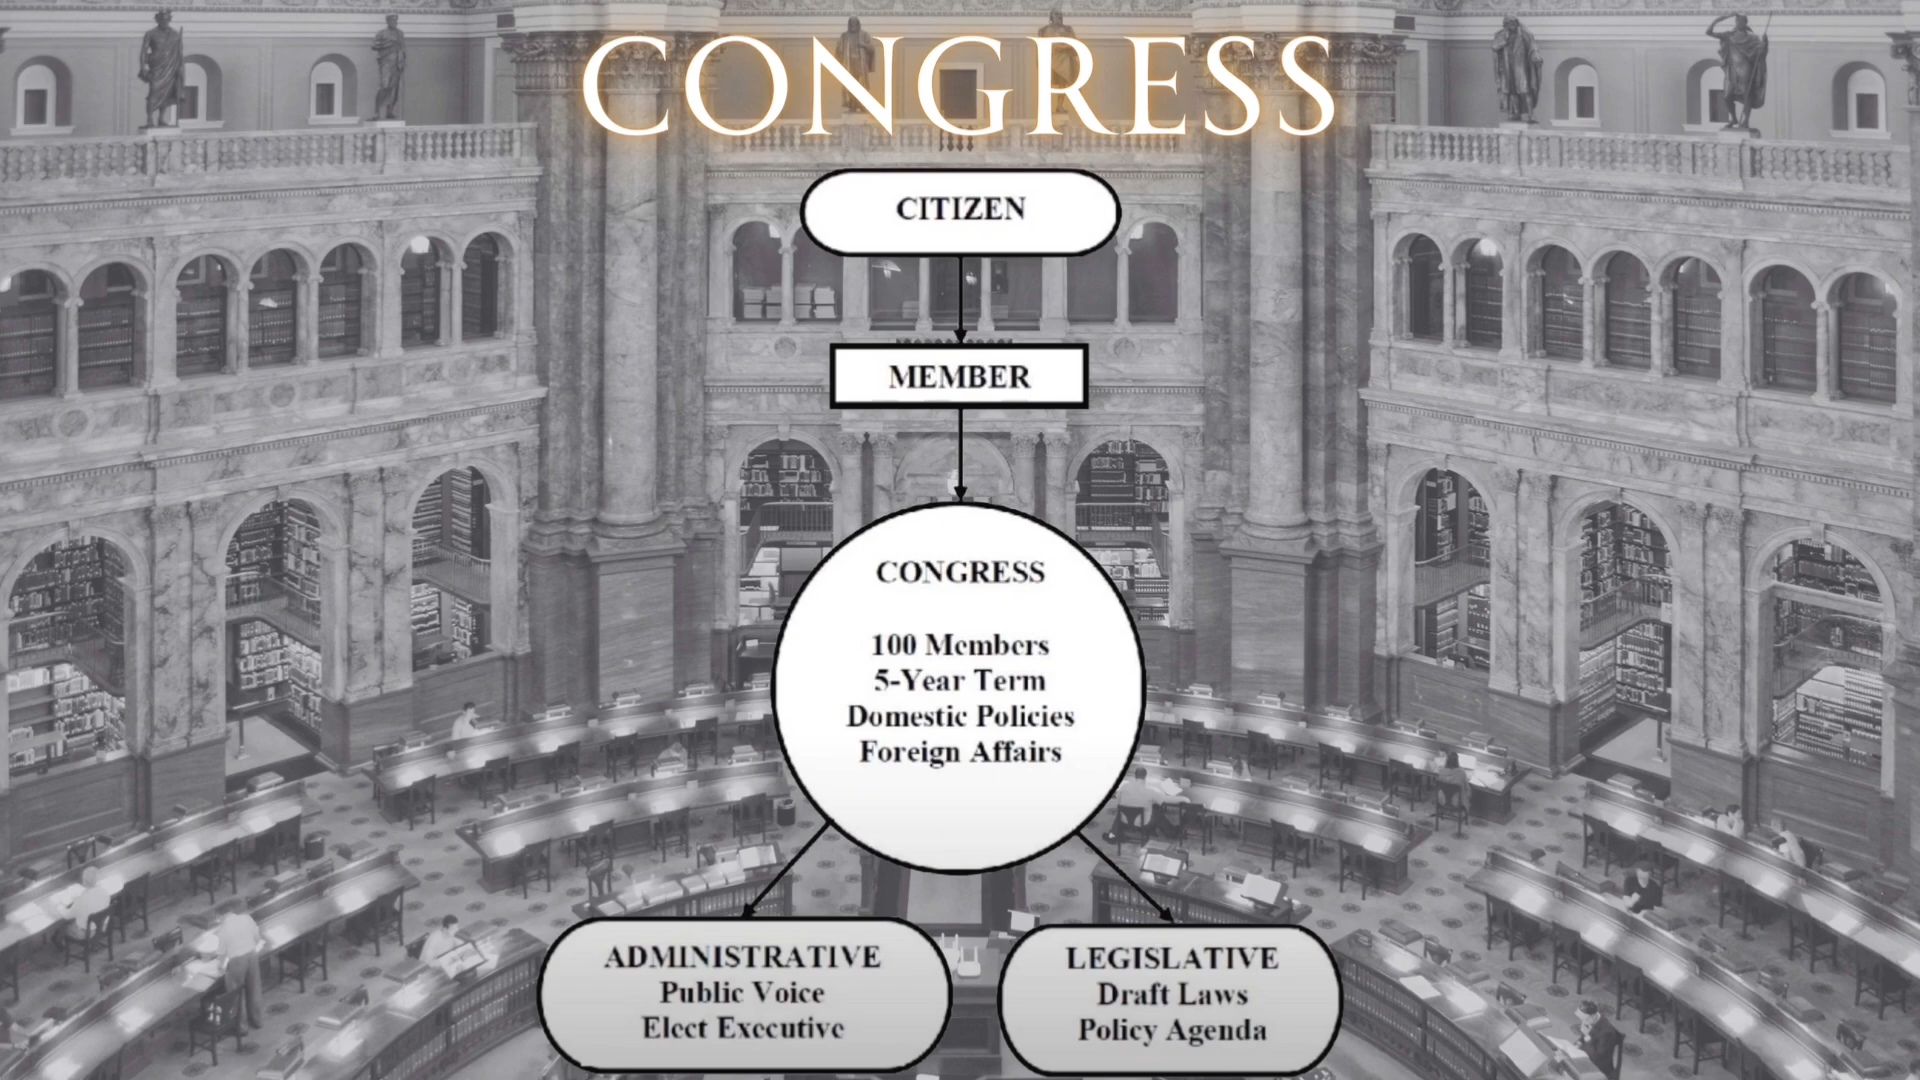 CONGRESS
CITIZEN
MEMBER
CONGRESS
100 Members
5-Year Term
Domestic Policies
Foreign Affairs
ADMINISTRATIVE
Public Voice
Elect Executive
LEGISLATIVE
Draft Laws
Policy Agenda